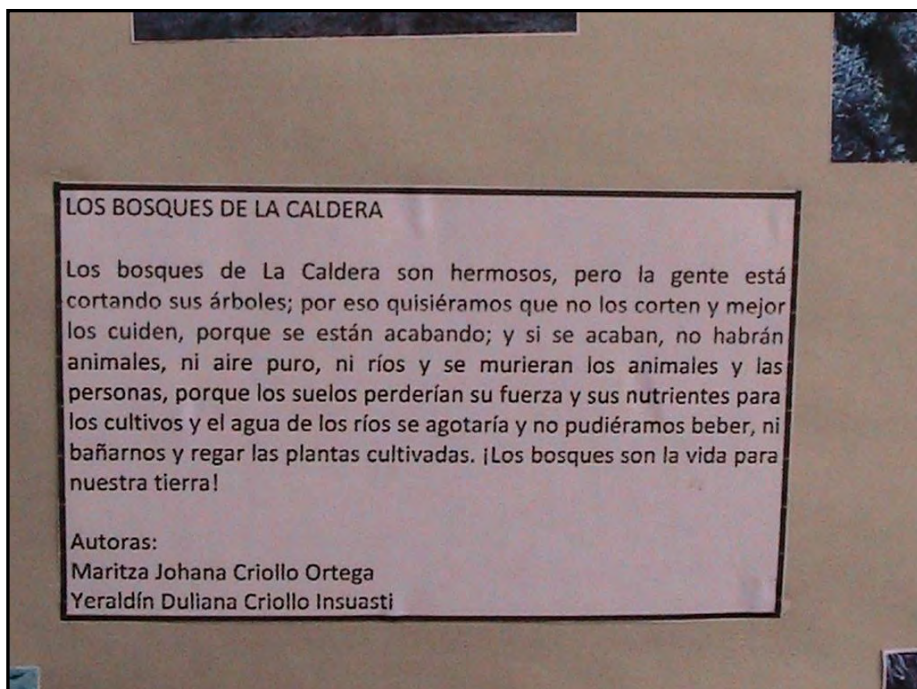 LOS BOSQUES DE LA CALDERA
Los bosques de La Caldera son hermosos, pero la gente está
cortando sus árboles; por eso quisiéramos que no los corten y mejor
los cuiden, porque se están acabando; y si se acaban, no habrán
animales, ni aire puro, ni ríos y se murieran los animales y las
personas, porque los suelos perderían su fuerza y sus nutrientes para
los cultivos y el agua de los ríos se agotaría y no pudiéramos beber, ni
bañarnos y regar las plantas cultivadas. ¡Los bosques son la vida para
nuestra tierra!
Autoras:
Maritza Johana Criollo Ortega
Yeraldín Duliana Criollo Insuasti